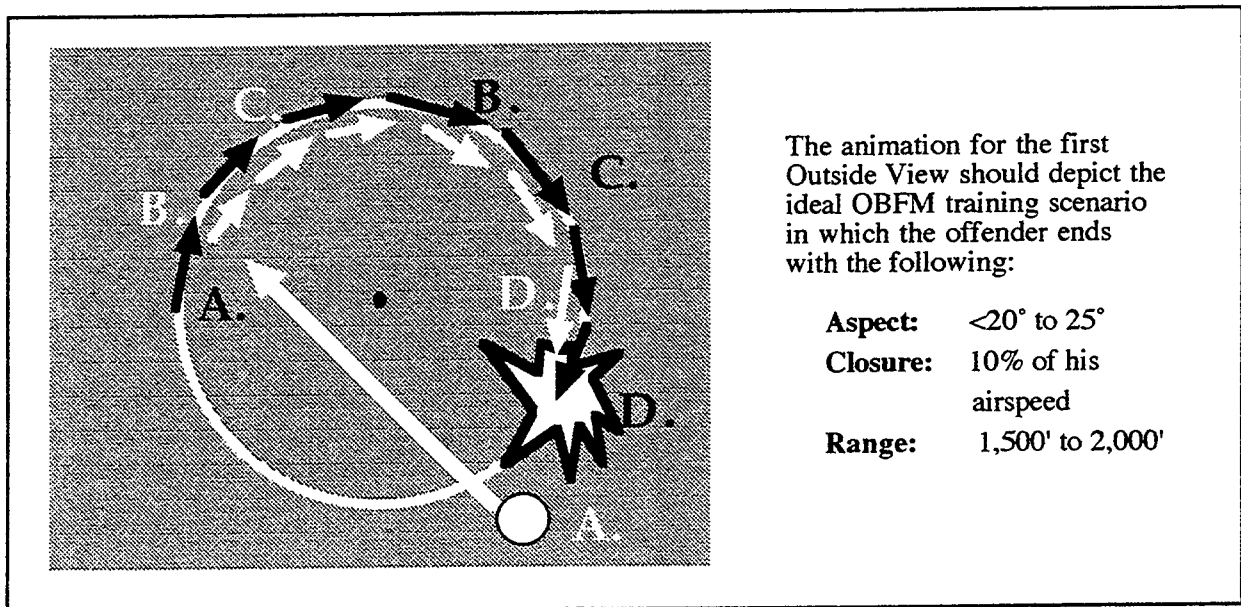 C.
B.
B.
C.
A.
D.
D.
A.
The animation for the first
Outside View should depict the
ideal OBFM training scenario
in which the offender ends
with the following:
Aspect: <20° to 25°
Closure: 10% of his
airspeed
Range: 1,500' to 2,000'